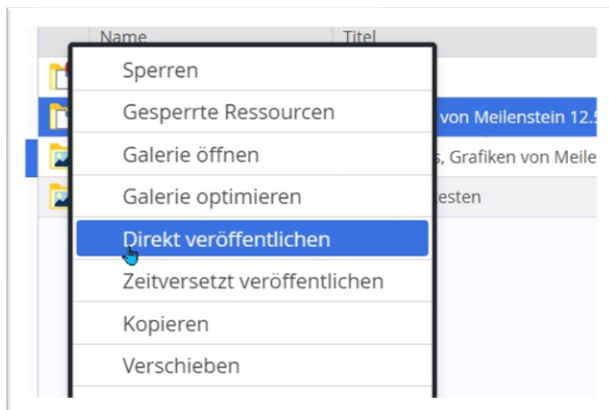 Name Titel
Sperren
Gesperrte Ressourcen
von Meilenstein 12.5
Galerie öffnen
s, Grafiken von Meile
Galerie optimieren
esten
Direkt veröffentlichen
Zeitversetzt veröffentlichen
Kopieren
Verschieben